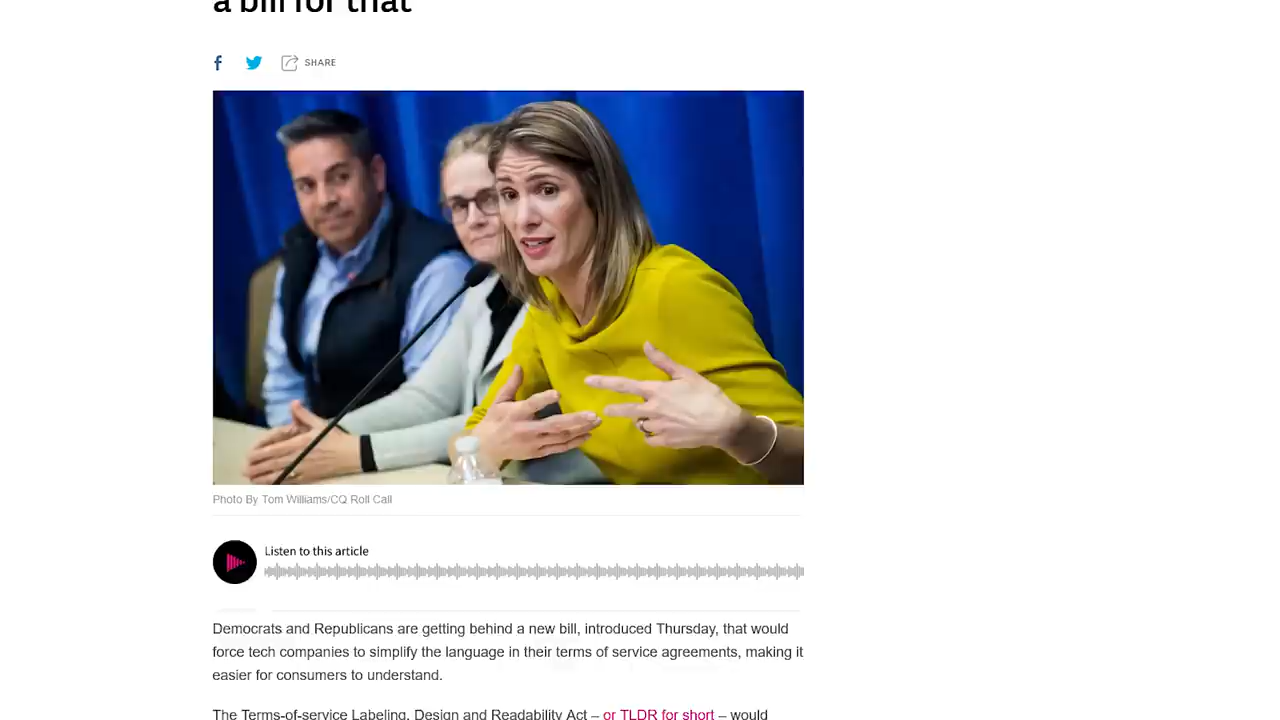 a bill for that
SHARE
Photo By Tom Williams/CQ Roll Call
Listen to this article
Democrats and Republicans are getting behind a new bill, introduced Thursday, that would
force tech companies to simplify the language in their terms of service agreements, making it
easier for consumers to understand.
The Terms-of-service Labeling, Design and Readability Act – or TLDR for short – would